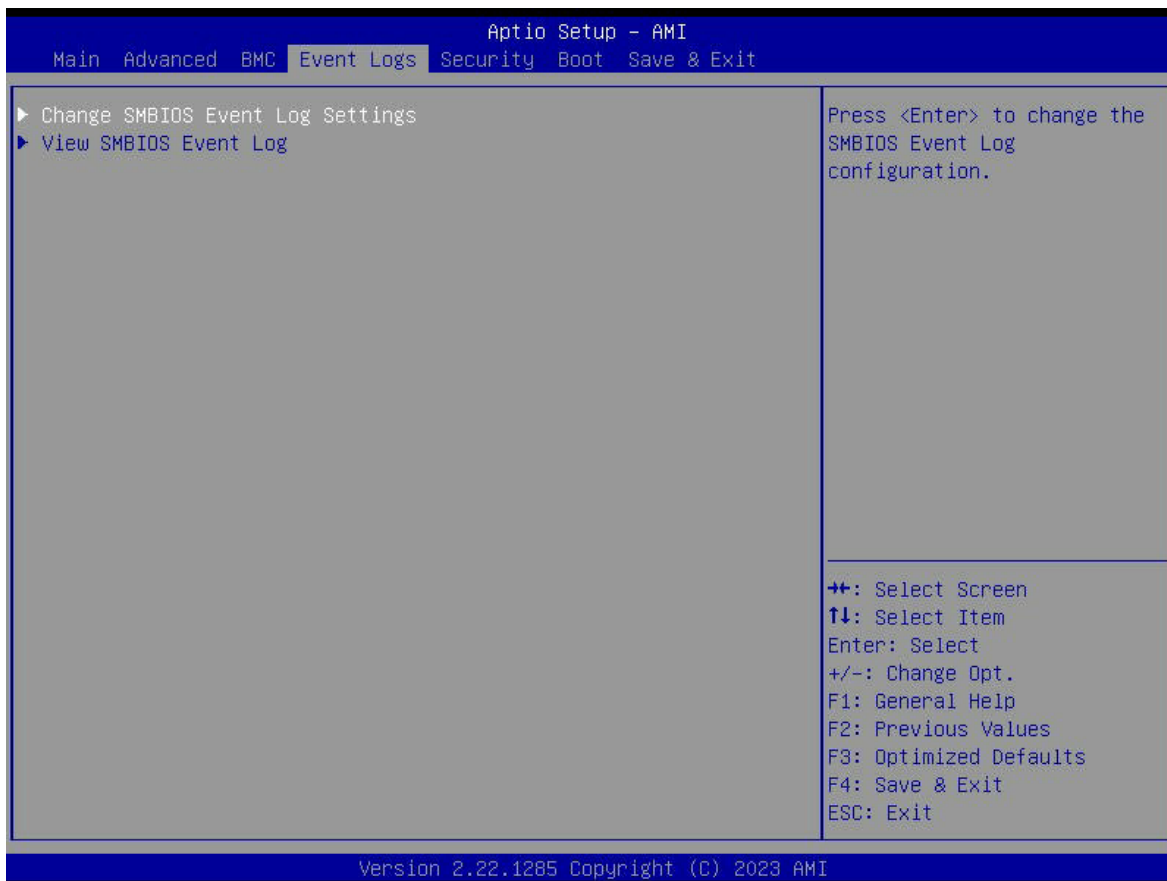 Aptio Setup – AMI
Main Advanced BMC Event Logs Security Boot Save & Exit
▶ Change SMBIOS Event Log Settings
▶ View SMBIOS Event Log
Press <Enter> to change the
SMBIOS Event Log
configuration.
→←: Select Screen
↑↓: Select Item
Enter: Select
+/-: Change Opt.
F1: General Help
F2: Previous Values
F3: Optimized Defaults
F4: Save & Exit
ESC: Exit
Version 2.22.1285 Copyright (C) 2023 AMI